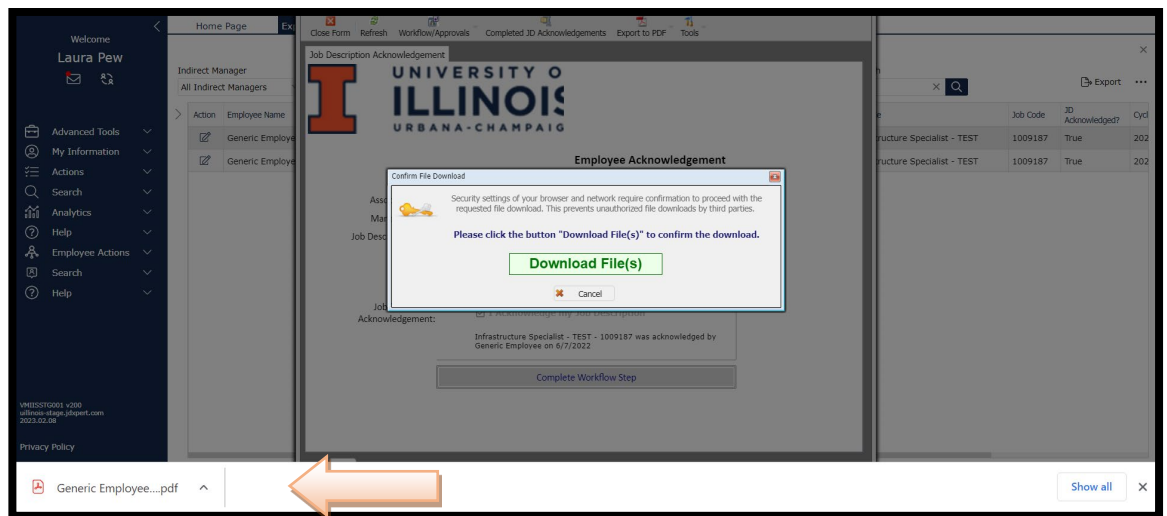 Welcome
Laura Pew
Advanced Tools
My Information
Actions
Search
Analytics
Help
Employee Actions
Search
Help
VMIISSTG001 v200
uillinois-stage.jdxpert.com
2023.02.08
Privacy Policy
Home Page
Close Form Refresh Workflow/Approvals Completed JD Acknowledgements Export to PDF Tools
Indirect Manager
All Indirect Managers
Export
Action Employee Name
Job Code JD Acknowledged?
Generic Employe
ructure Specialist - TEST 1009187 True 202
Generic Employe
ructure Specialist - TEST 1009187 True 202
Job Description Acknowledgement
UNIVERSITY O
ILLINOIS
URBANA-CHAMPAIG
Employee Acknowledgement
Job Desc
Acknowledgement:
I Acknowledge My Job Description
Infrastructure Specialist - TEST - 1009187 was acknowledged by
Generic Employee on 6/7/2022
Complete Workflow Step
Confirm File Download
Security settings of your browser and network require confirmation to proceed with the
requested file download. This prevents unauthorized file downloads by third parties.
Please click the button "Download File(s)" to confirm the download.
Download File(s)
Cancel
Generic Employee....pdf
Show all